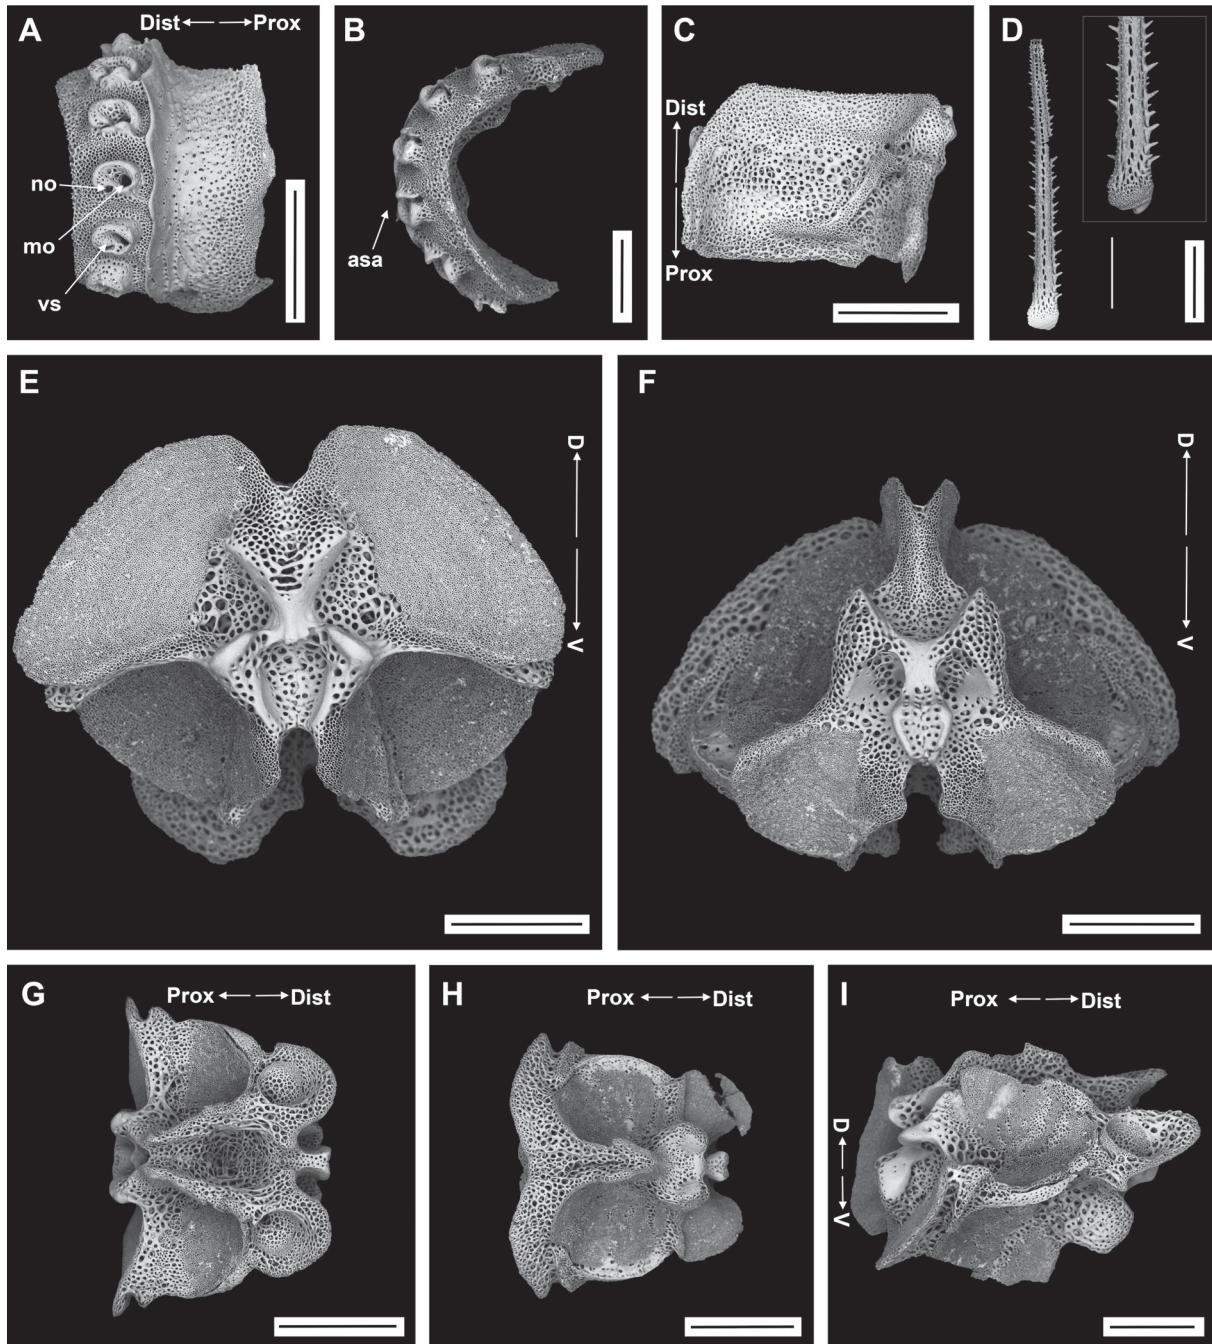 A
Dist Prox
no
mo
vs
B
asa
C
Dist
Prox
D
E
D
V
F
D
V
G
Prox Dist
H
Prox Dist
I
Prox Dist
D
V